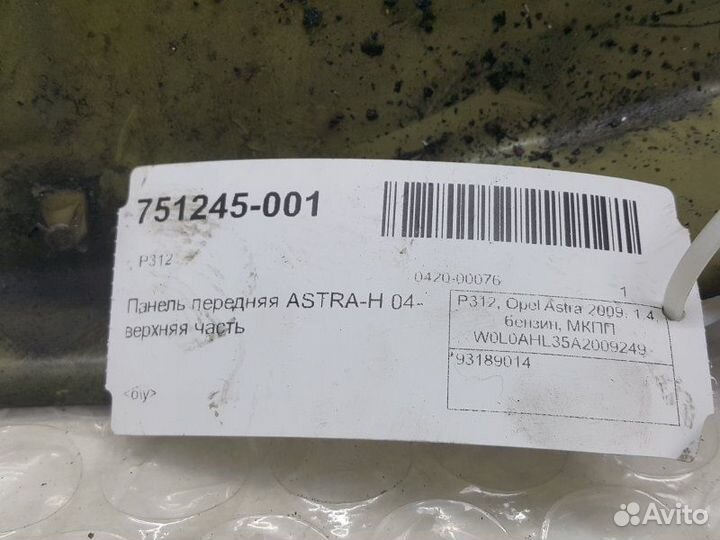 751245-001
P312
0420-00076
1
Панель передняя ASTRA-H 04-
верхняя часть
P312, Opel Astra 2009, 1.4,
бензин, МКПП
W0L0AHL35A2009249
93189014
<oiy>
Avito